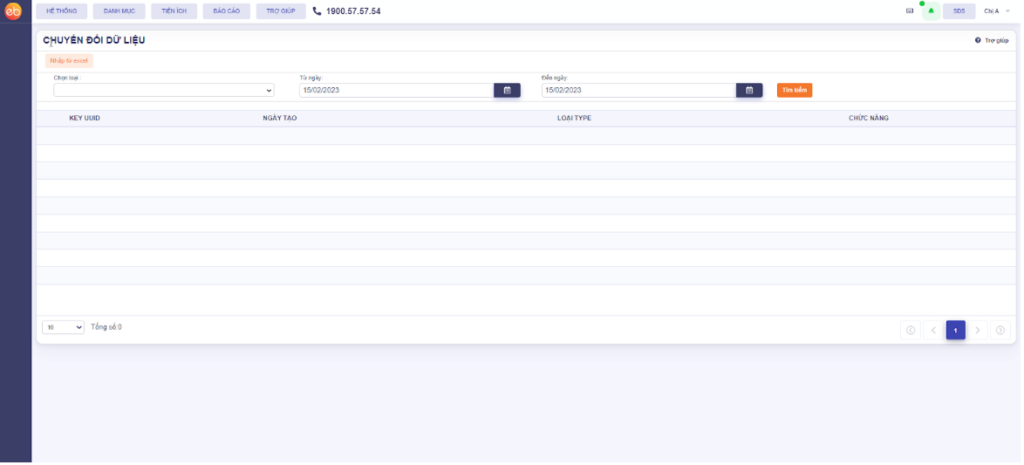 eb HỆ THỐNG DANH MỤC TIỆN ÍCH BÁO CÁO TRỢ GIÚP 1900.57.57.54 SDS Chị A
CHUYỂN ĐỔI DỮ LIỆU Trợ giúp
Nhập từ excel
Chọn loại: Từ ngày: Đến ngày:
15/02/2023 15/02/2023 Tìm kiếm
KEY UUID NGÀY TẠO LOẠI TYPE CHỨC NĂNG
10 Tổng số:0 1